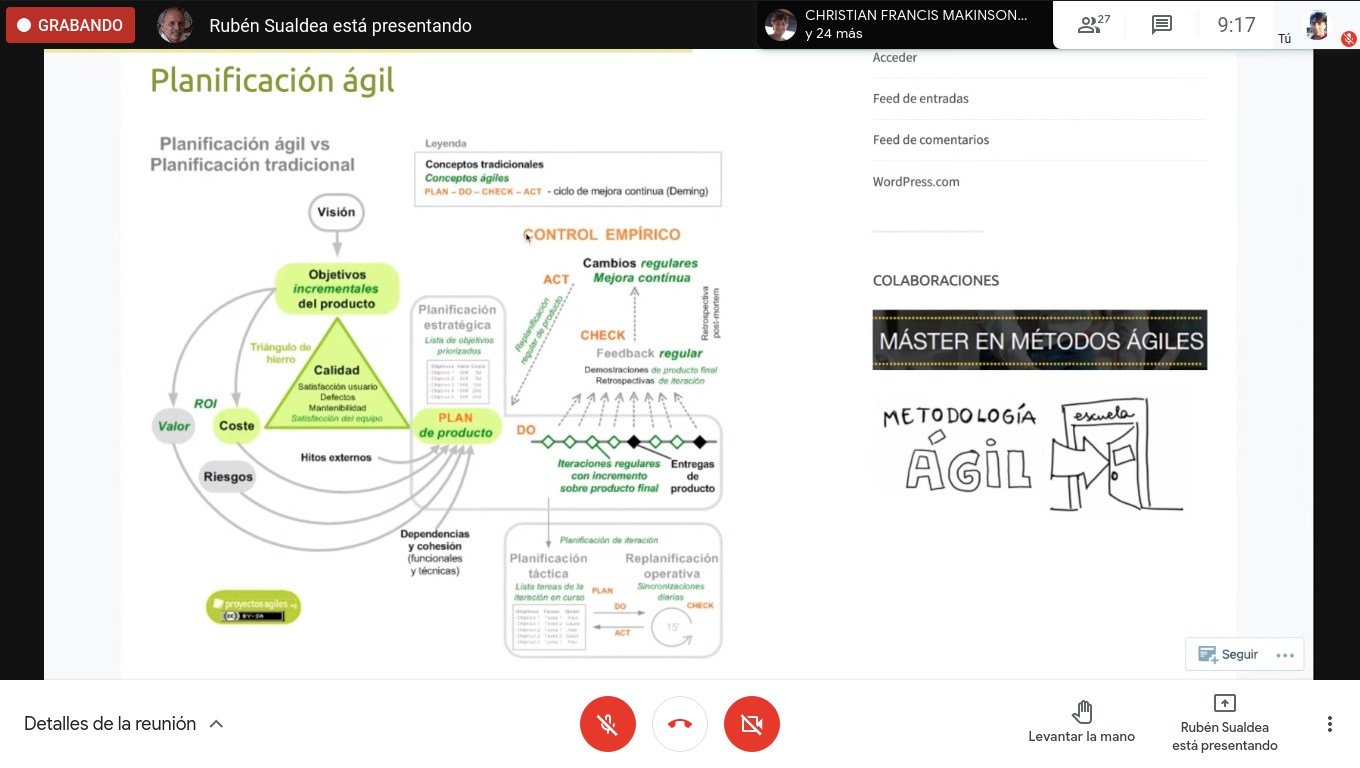 GRABANDO
Rubén Sualdea está presentando
CHRISTIAN FRANCIS MAKINSON...
y 24 más
27
9:17
Tú
Planificación ágil
Acceder
Feed de entradas
Feed de comentarios
WordPress.com
COLABORACIONES
MÁSTER EN MÉTODOS ÁGILES
METODOLOGÍA
ÁGIL
escuela
Seguir
Planificación ágil vs
Planificación tradicional
Leyenda
Conceptos tradicionales
Conceptos ágiles
PLAN – DO – CHECK – ACT - ciclo de mejora continua (Deming)
Visión
Objetivos
incrementales
del producto
Triángulo de
hierro
Calidad
Satisfacción usuario
Defectos
Mantenibilidad
Satisfacción del equipo
ROI
Valor
Coste
Riesgos
Hitos externos
Dependencias
y cohesión
(funcionales
y técnicas)
Planificación
estratégica
Lista de objetivos
priorizados
Objetivos Valor Coste
PLAN
de producto
CONTROL EMPÍRICO
ACT
Cambios regulares
Mejora continua
Replanificación
regular de producto
Retrospectiva
post-mortem
CHECK
Feedback regular
Demostraciones de producto final
Retrospectivas de iteración
DO
Iteraciones regulares
con incremento
sobre producto final
Entregas
de
producto
Planificación de iteración
Planificación
táctica
Lista tareas de la
iteración en curso
Replanificación
operativa
Sincronizaciones
diarias
PLAN
DO
CHECK
ACT
15'
proyectosagiles.org
BY-SA
Detalles de la reunión
Levantar la mano
Rubén Sualdea
está presentando